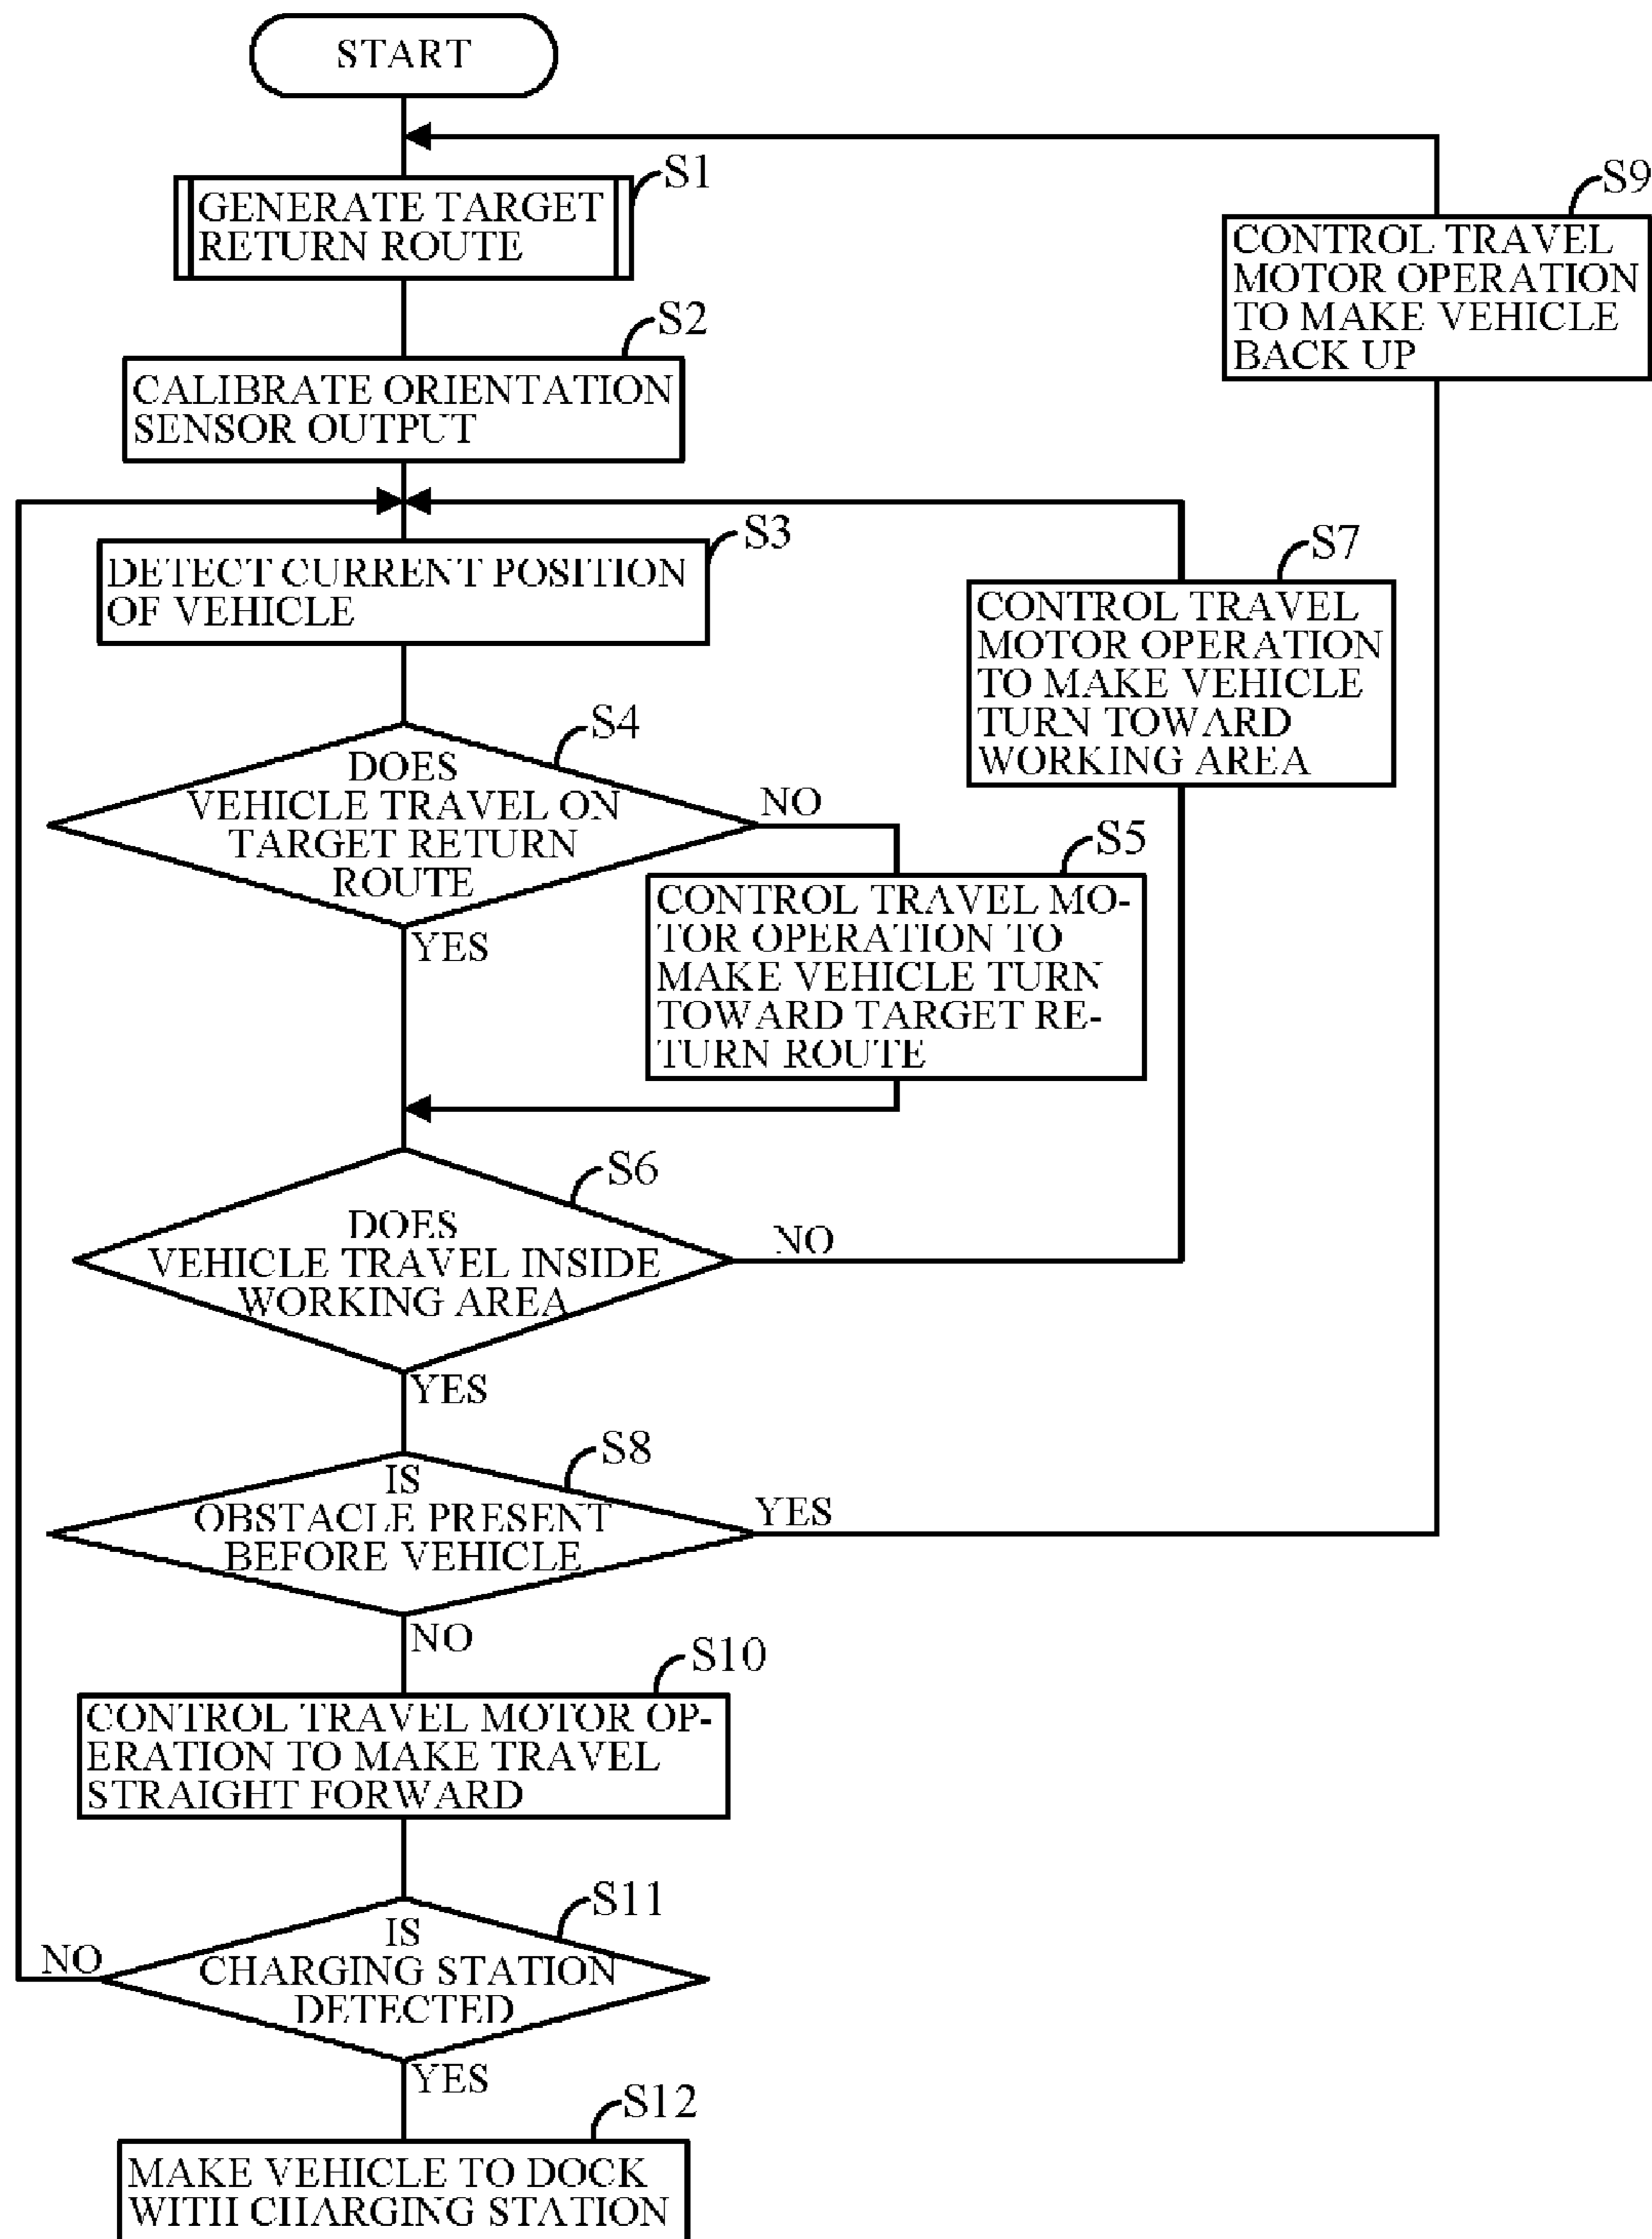 START
S1
GENERATE TARGET
RETURN ROUTE
S9
CONTROL TRAVEL
MOTOR OPERATION
TO MAKE VEHICLE
BACK UP
S2
CALIBRATE ORIENTATION
SENSOR OUTPUT
S3
DETECT CURRENT POSITION
OF VEHICLE
S7
CONTROL TRAVEL
MOTOR OPERATION
TO MAKE VEHICLE
TURN TOWARD
WORKING AREA
S4
DOES
VEHICLE TRAVEL ON
TARGET RETURN
ROUTE
NO
YES
S5
CONTROL TRAVEL MO-
TOR OPERATION TO
MAKE VEHICLE TURN
TOWARD TARGET RE-
TURN ROUTE
S6
DOES
VEHICLE TRAVEL INSIDE
WORKING AREA
NO
YES
S8
IS
OBSTACLE PRESENT
BEFORE VEHICLE
YES
NO
S10
CONTROL TRAVEL MOTOR OP-
ERATION TO MAKE TRAVEL
STRAIGHT FORWARD
S11
IS
CHARGING STATION
DETECTED
NO
YES
S12
MAKE VEHICLE TO DOCK
WITH CHARGING STATION